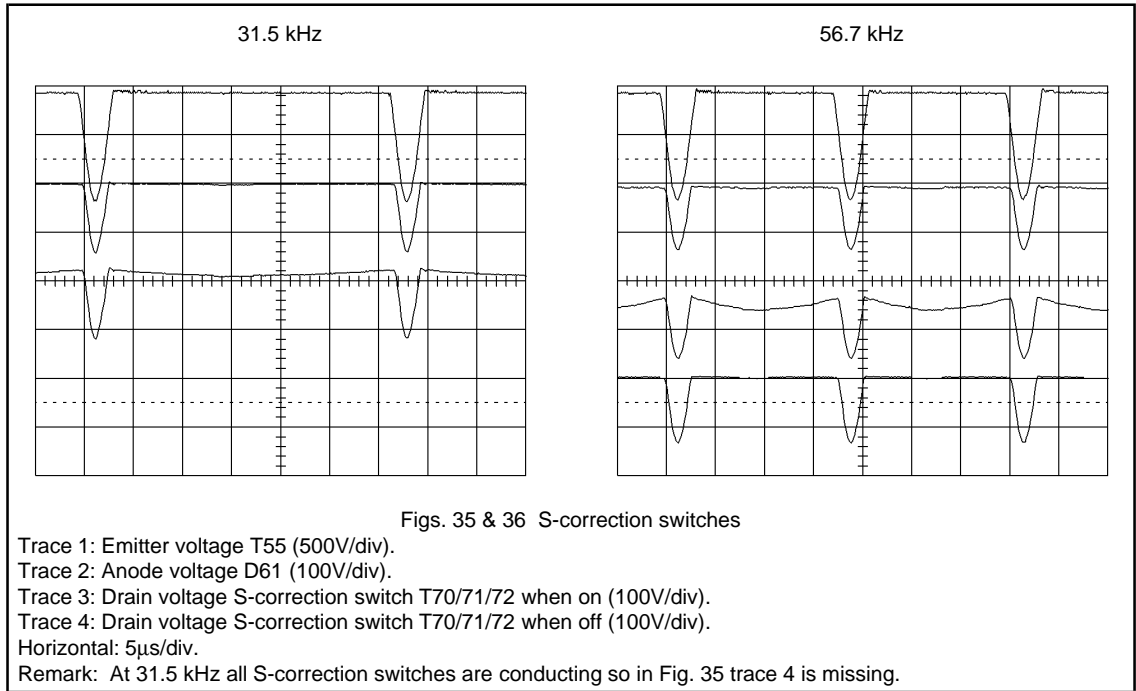 31.5 kHz
56.7 kHz
Figs. 35 & 36 S-correction switches
Trace 1: Emitter voltage T55 (500V/div).
Trace 2: Anode voltage D61 (100V/div).
Trace 3: Drain voltage S-correction switch T70/71/72 when on (100V/div).
Trace 4: Drain voltage S-correction switch T70/71/72 when off (100V/div).
Horizontal: 5µs/div.
Remark: At 31.5 kHz all S-correction switches are conducting so in Fig. 35 trace 4 is missing.